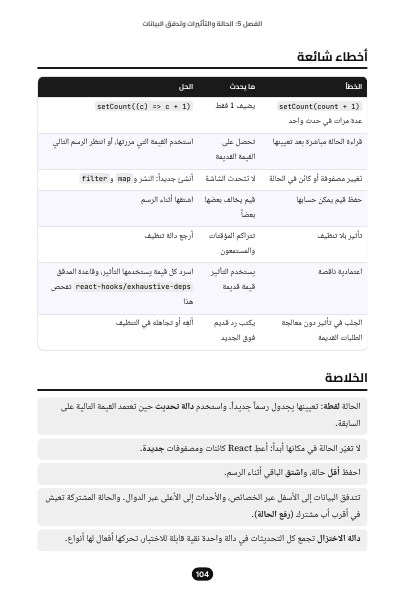 الفصل 5: الحالة والتأثيرات وتدفق البيانات
أخطاء شائعة
الخطأ ما يحدث الحل
setCount(count + 1) يضيف 1 فقط setCount((c) => c + 1)
عدة مرات في حدث واحد
قراءة الحالة مباشرة بعد تعيينها تحصل على استخدم القيمة التي مررتها، أو انتظر الرسم التالي
القيمة القديمة
تغيير مصفوفة أو كائن في الحالة لا تتحدث الشاشة أنشئ جديداً: النشر و map و filter
حفظ قيم يمكن حسابها قيم يخالف بعضها اشتقها أثناء الرسم
بعضاً
تأثير بلا تنظيف تتراكم المؤقتات أرجع دالة تنظيف
والمستمعون
اعتمادية ناقصة يستخدم التأثير اسرد كل قيمة يستخدمها التأثير، وقاعدة المدقق
قيمة قديمة react-hooks/exhaustive-deps تفحص
هذا
الجلب في تأثير دون معالجة يكتب رد قديم ألغِه أو تجاهله في التنظيف
الطلبات القديمة فوق الجديد
الخلاصة
الحالة لقطة: تعيينها يجدول رسماً جديداً. واستخدم دالة تحديث حين تعتمد القيمة التالية على
السابقة.
لا تغيّر الحالة في مكانها أبداً: أعطِ React كائنات ومصفوفات جديدة.
احفظ أقل حالة، واشتق الباقي أثناء الرسم.
تتدفق البيانات إلى الأسفل عبر الخصائص، والأحداث إلى الأعلى عبر الدوال. والحالة المشتركة تعيش
في أقرب أب مشترك (رفع الحالة).
دالة الاختزال تجمع كل التحديثات في دالة واحدة نقية قابلة للاختبار، تحركها أفعال لها أنواع.
104